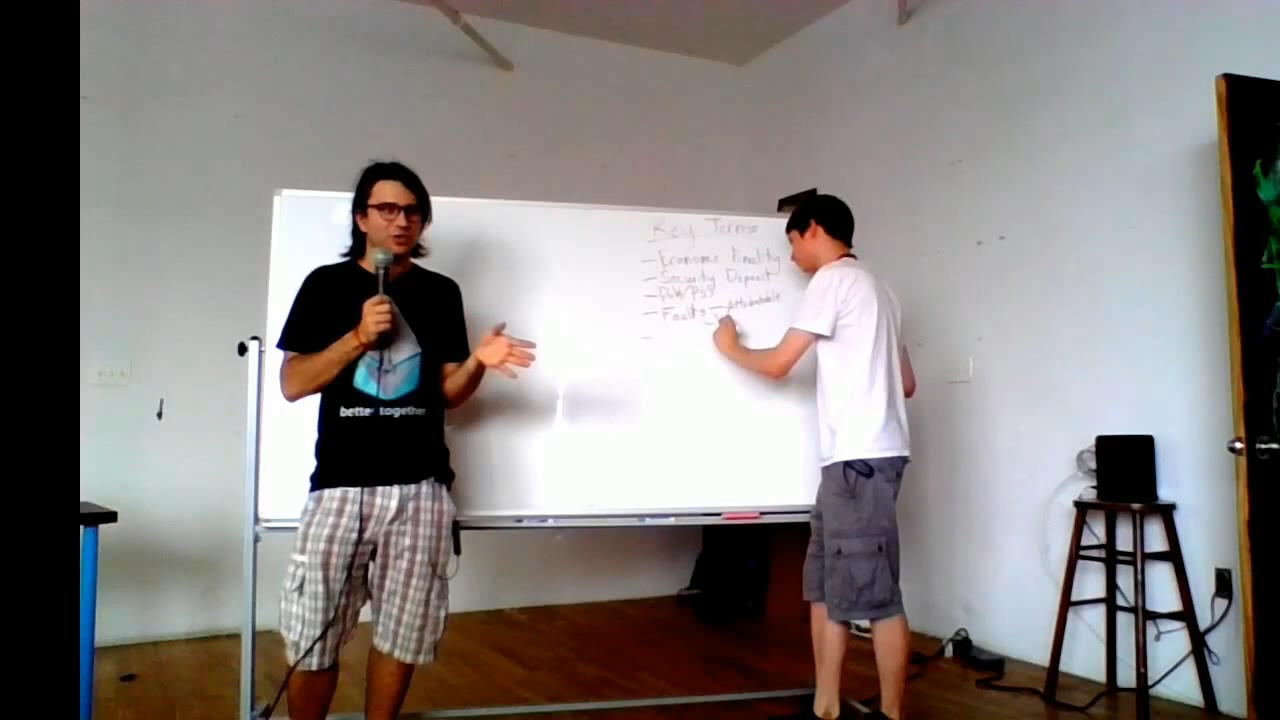 better together
Key Terms
— Economic Finality
— Security Deposit
— PoW/PoS
— Faults — Attributable
—